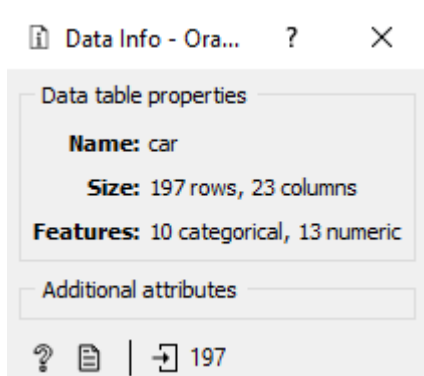 Data Info - Ora... ?
Data table properties
Name: car
Size: 197 rows, 23 columns
Features: 10 categorical, 13 numeric
Additional attributes
? 197